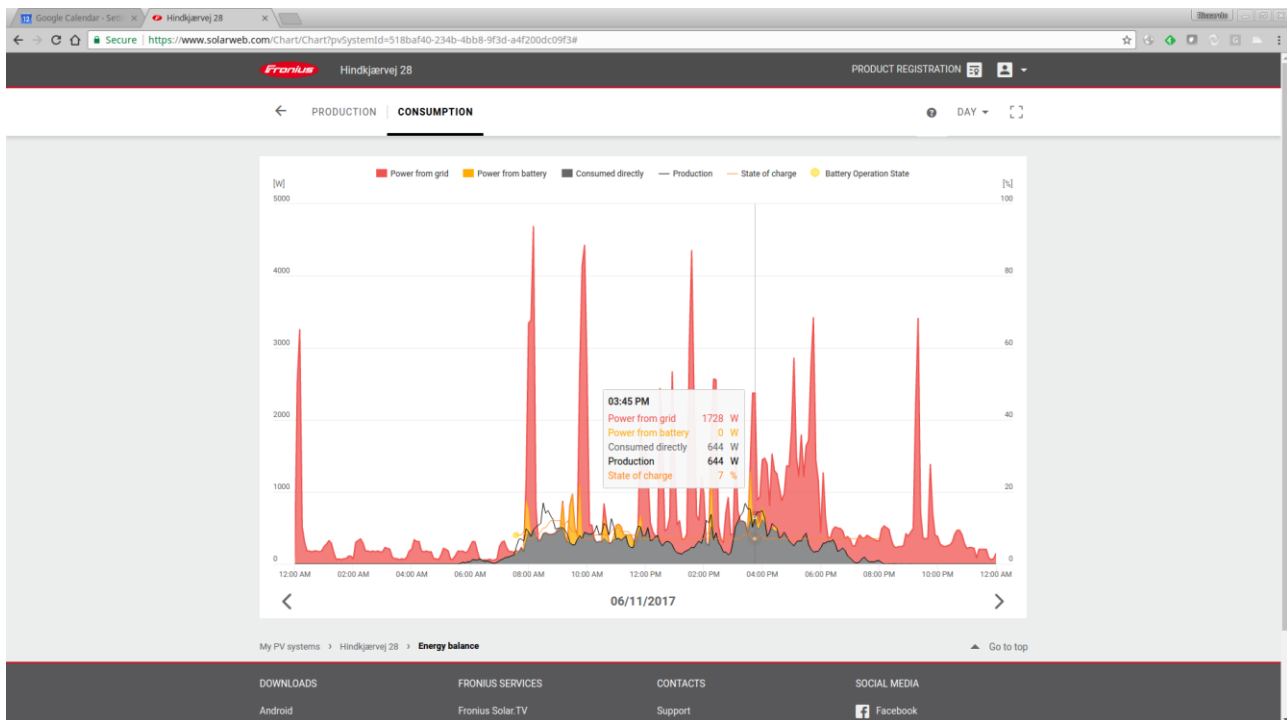 Google Calendar - Sett
Hindkjærvej 28
Secure https://www.solarweb.com/Chart/Chart?pvSystemId=518baf40-234b-4bb8-9f3d-a4f200dc09f3#
Fronius Hindkjærvej 28 PRODUCT REGISTRATION
PRODUCTION CONSUMPTION DAY
Power from grid Power from battery Consumed directly Production State of charge Battery Operation State
[W] [%]
5000 100
4000 80
3000 60
2000 40
1000 20
0 0
03:45 PM
Power from grid 1728 W
Power from battery 0 W
Consumed directly 644 W
Production 644 W
State of charge 7 %
12:00 AM 02:00 AM 04:00 AM 06:00 AM 08:00 AM 10:00 AM 12:00 PM 02:00 PM 04:00 PM 06:00 PM 08:00 PM 10:00 PM 12:00 AM
06/11/2017
My PV systems > Hindkjærvej 28 > Energy balance Go to top
DOWNLOADS FRONIUS SERVICES CONTACTS SOCIAL MEDIA
Android Fronius Solar.TV Support Facebook